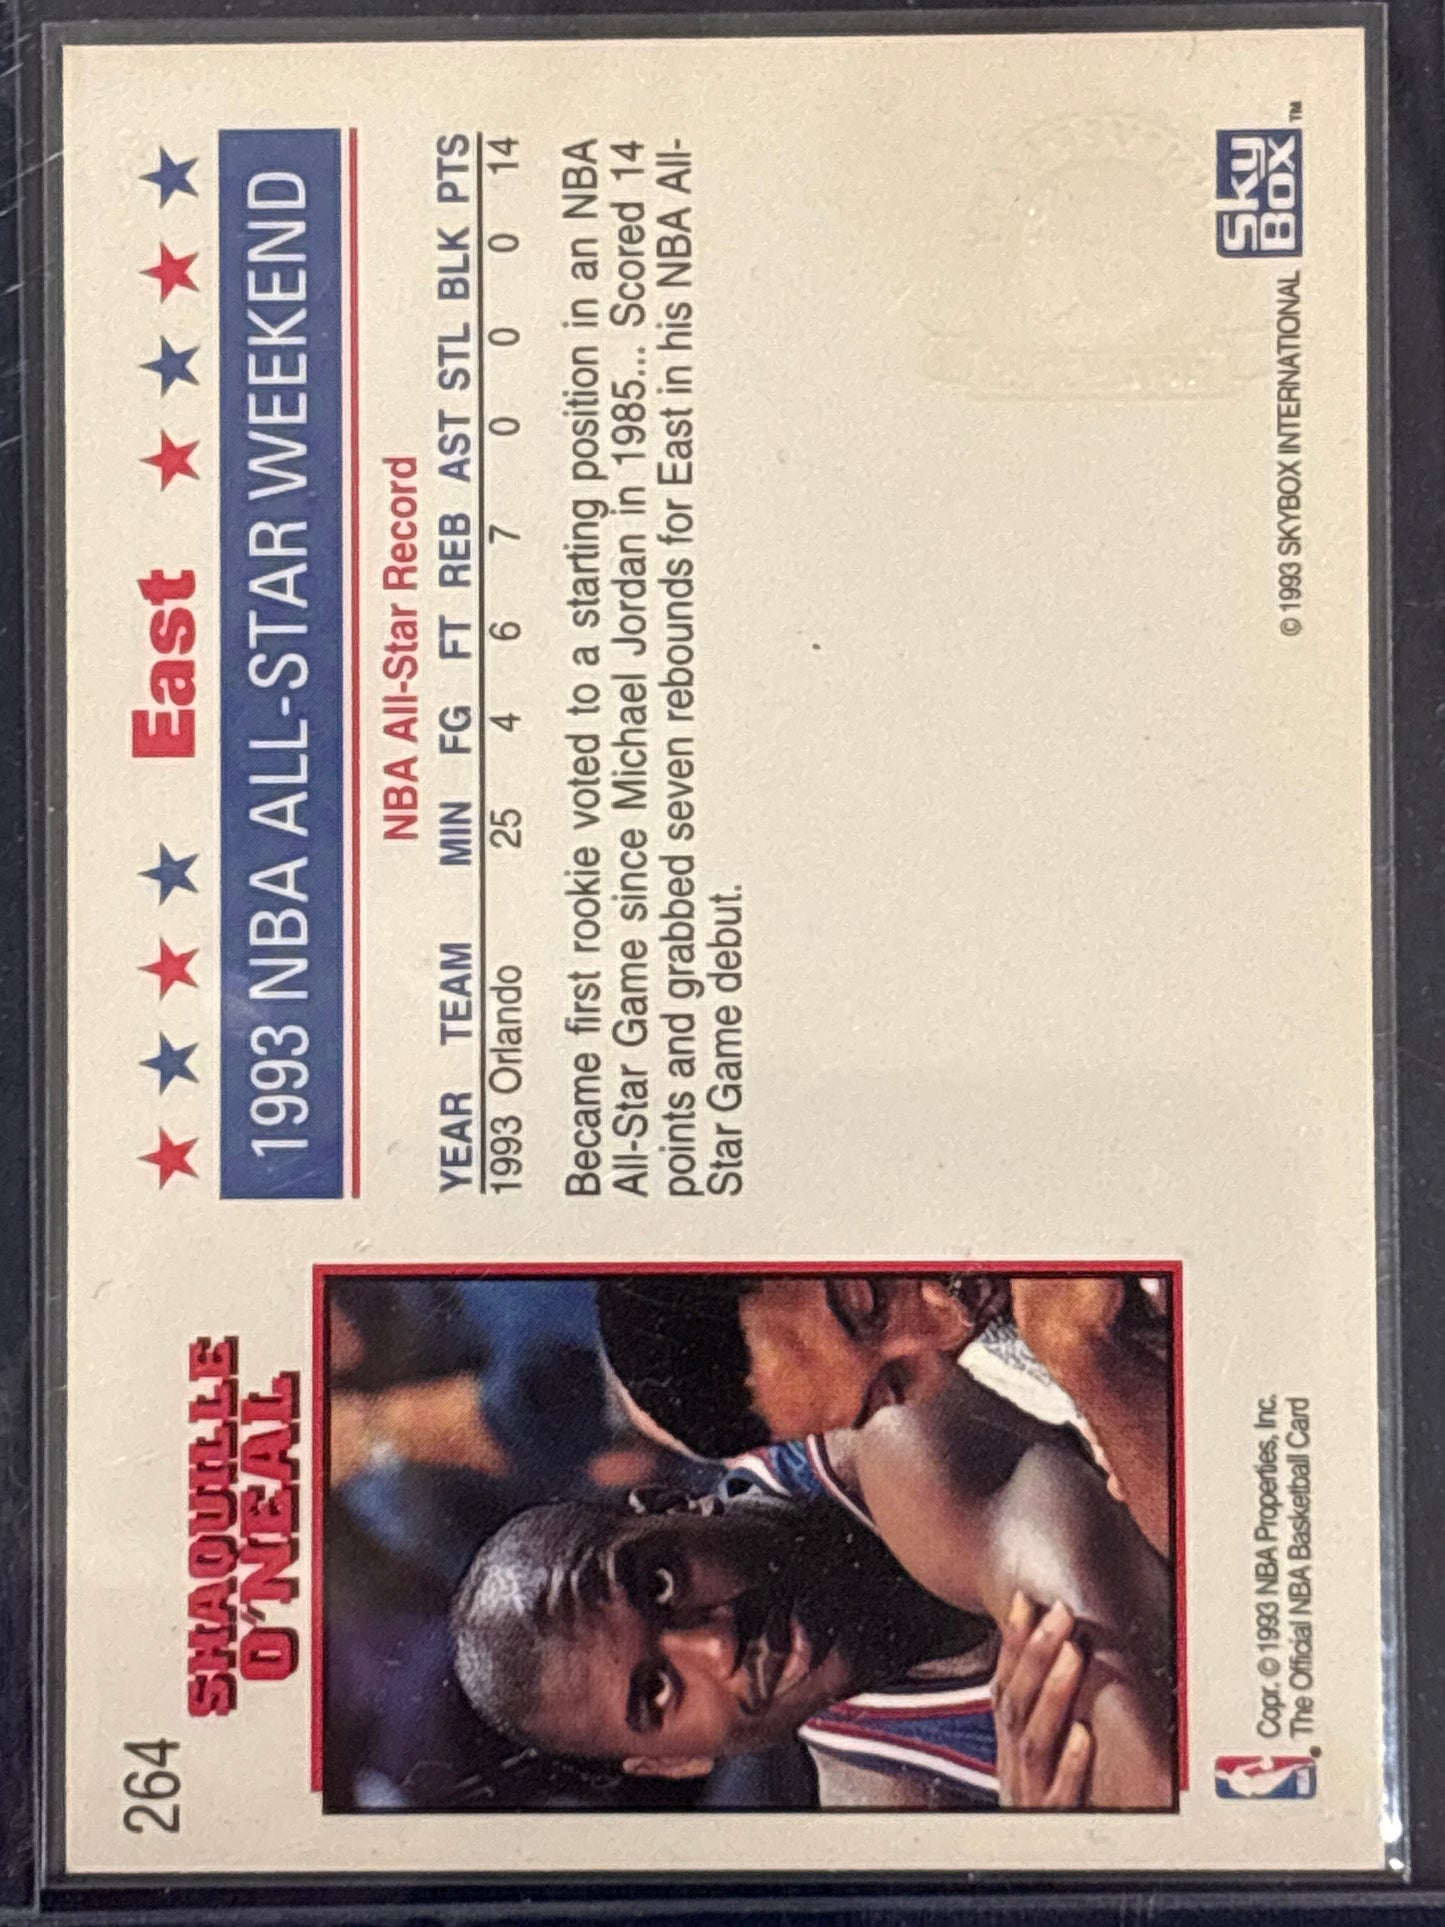 264
SHAQUILLE
O'NEAL
East
1993 NBA ALL-STAR WEEKEND
NBA All-Star Record
YEAR TEAM MIN FG FT REB AST STL BLK PTS
1993 Orlando 25 4 6 7 0 0 0 14
Became first rookie voted to a starting position in an NBA
All-Star Game since Michael Jordan in 1985... Scored 14
points and grabbed seven rebounds for East in his NBA All-
Star Game debut.
Copr. © 1993 NBA Properties, Inc.
The Official NBA Basketball Card
© 1993 SKYBOX INTERNATIONAL
SkyBox TM